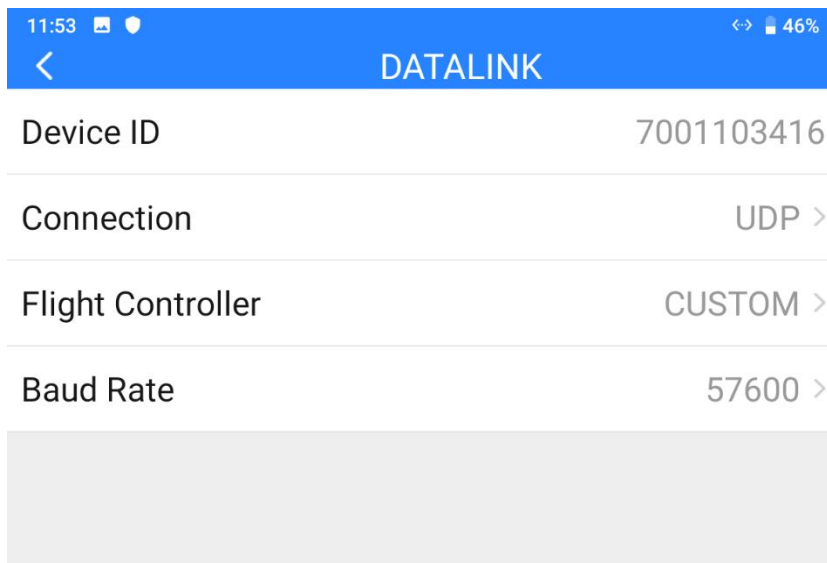 11:53 46%
DATALINK
Device ID 7001103416
Connection UDP
Flight Controller CUSTOM
Baud Rate 57600